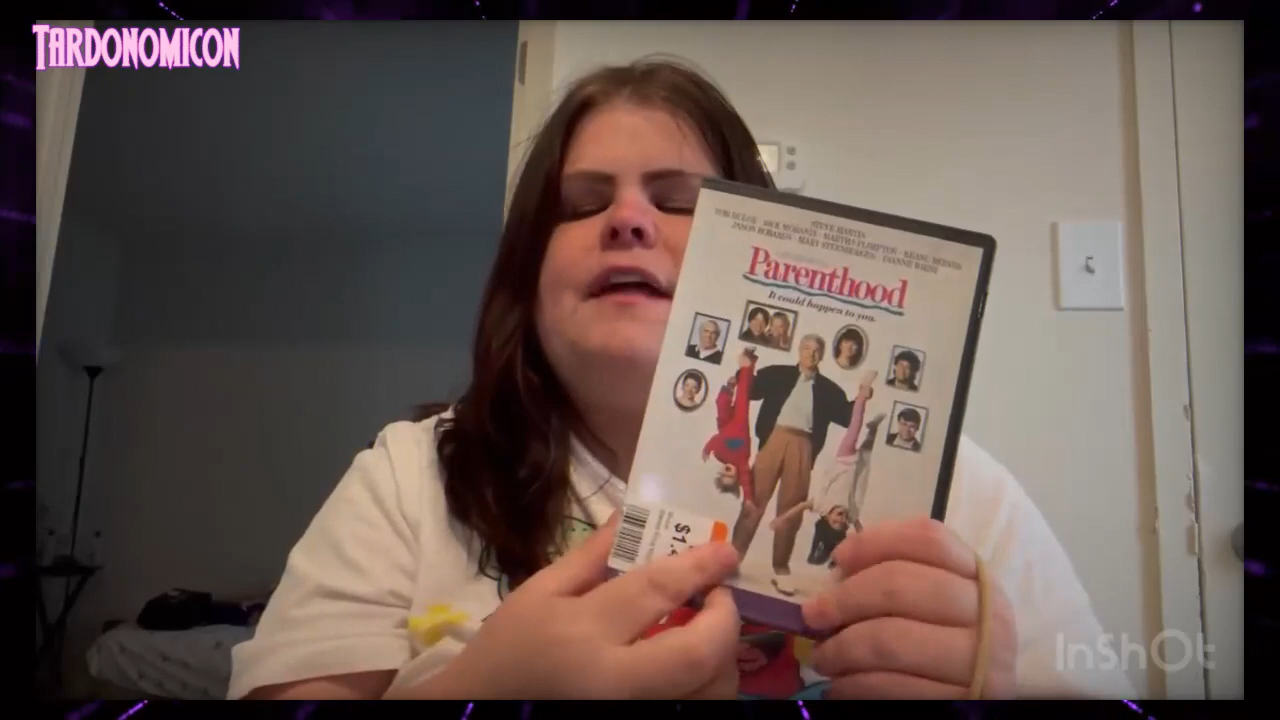 TARDONOMICON
STEVE MARTIN
TOM HULCE · RICK MORANIS · MARTHA PLIMPTON · KEANU REEVES
JASON ROBARDS · MARY STEENBURGEN · DIANNE WIEST
Parenthood
It could happen to you.
$1.
InShOt